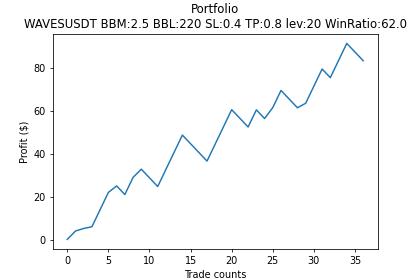 Portfolio
WAVESUSDT BBM:2.5 BBL:220 SL:0.4 TP:0.8 lev:20 WinRatio:62.0
Profit ($)
80
60
40
20
0
0 5 10 15 20 25 30 35
Trade counts